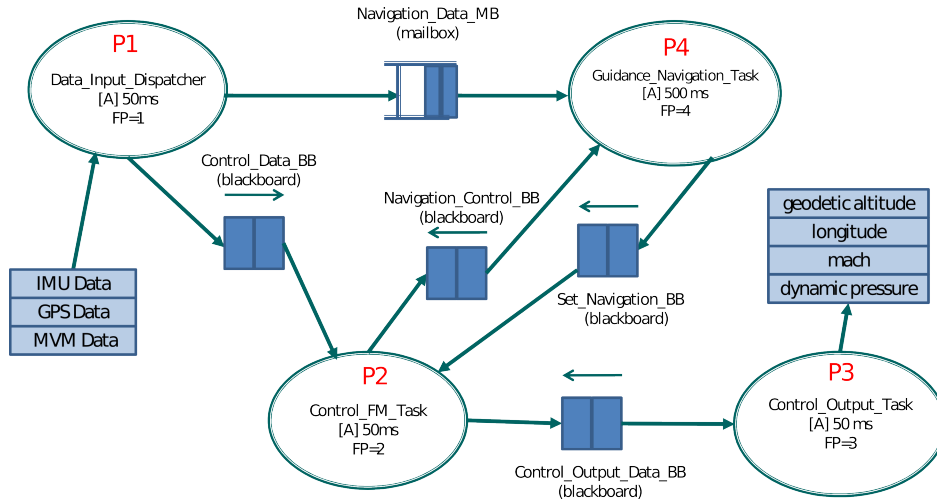 Navigation_Data_MB
(mailbox)
P1
Data_Input_Dispatcher
[A] 50ms
FP=1
P4
Guidance_Navigation_Task
[A] 500 ms
FP=4
Control_Data_BB
(blackboard)
Navigation_Control_BB
(blackboard)
geodetic altitude
longitude
mach
dynamic pressure
IMU Data
GPS Data
MVM Data
Set_Navigation_BB
(blackboard)
P2
Control_FM_Task
[A] 50ms
FP=2
P3
Control_Output_Task
[A] 50 ms
FP=3
Control_Output_Data_BB
(blackboard)